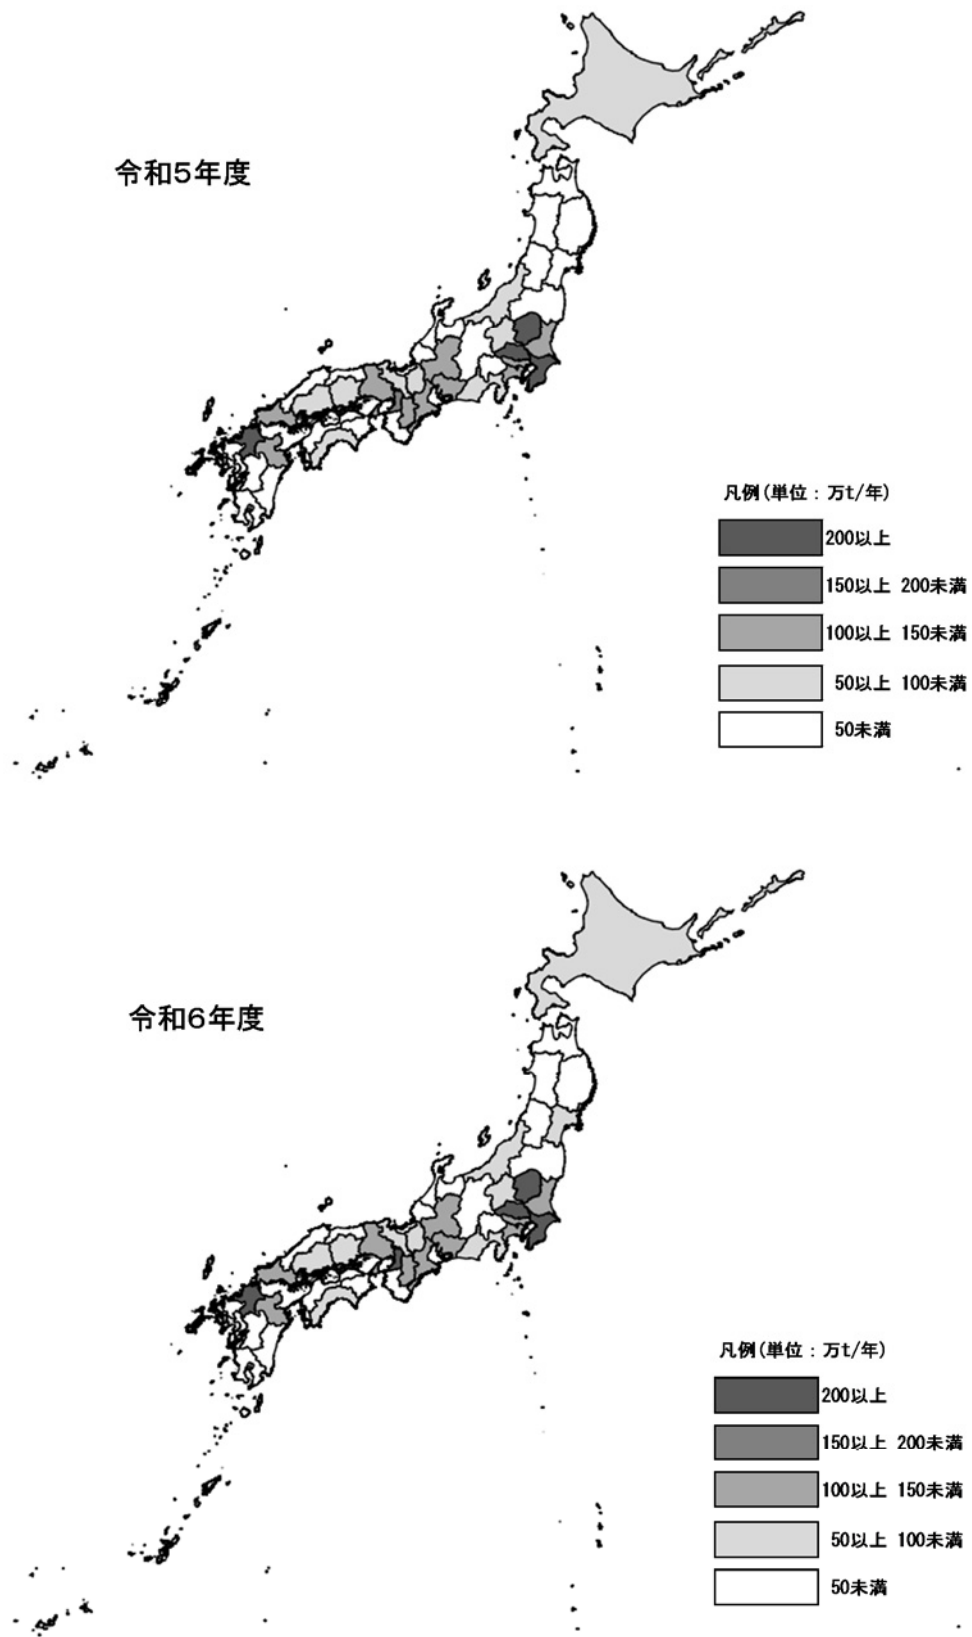 令和5年度
凡例(単位:万t/年)
200以上
150以上 200未満
100以上 150未満
50以上 100未満
50未満
令和6年度
凡例(単位:万t/年)
200以上
150以上 200未満
100以上 150未満
50以上 100未満
50未満